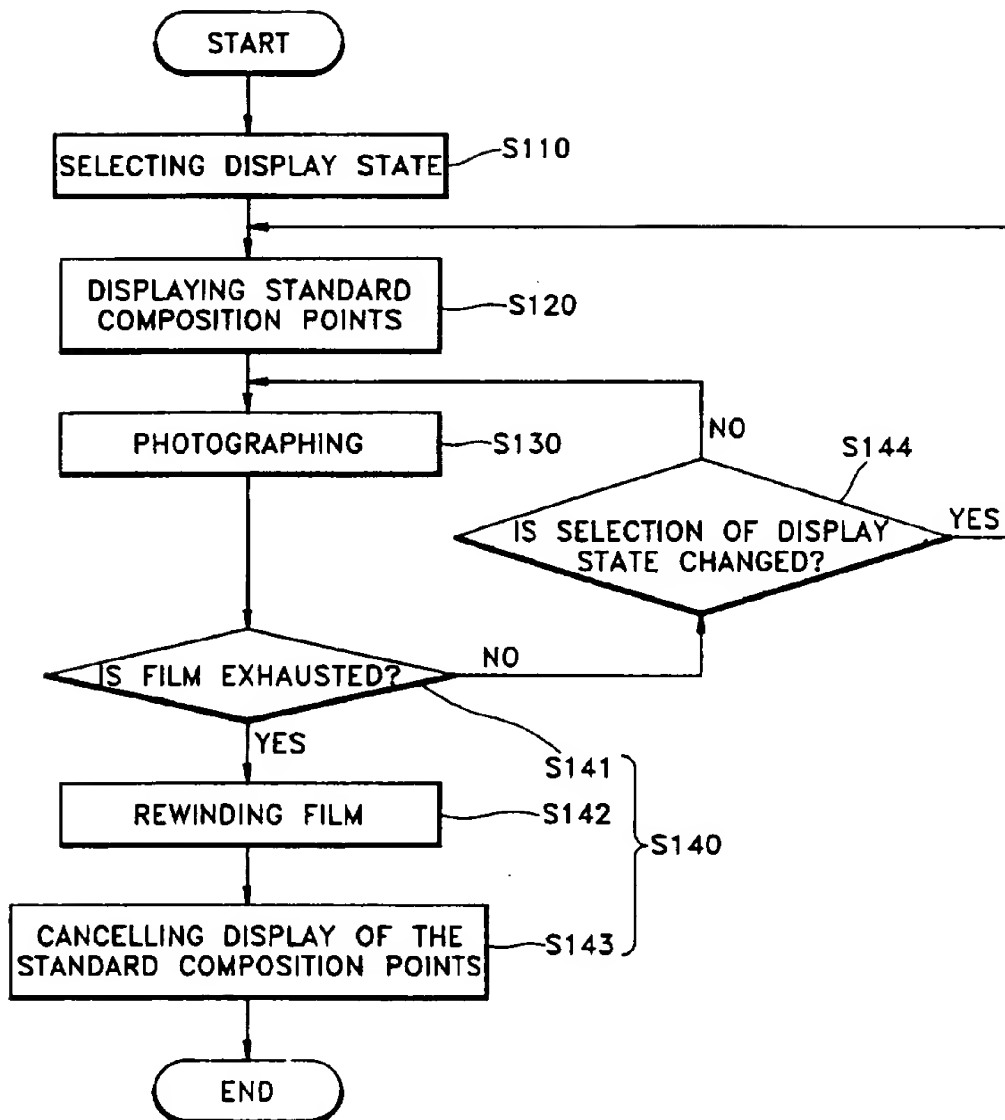 START
SELECTING DISPLAY STATE
S110
DISPLAYING STANDARD
COMPOSITION POINTS
S120
PHOTOGRAPHING
S130
NO
S144
IS SELECTION OF DISPLAY
STATE CHANGED?
YES
IS FILM EXHAUSTED?
NO
YES
S141
REWINDING FILM
S142
S140
CANCELLING DISPLAY OF THE
STANDARD COMPOSITION POINTS
S143
END